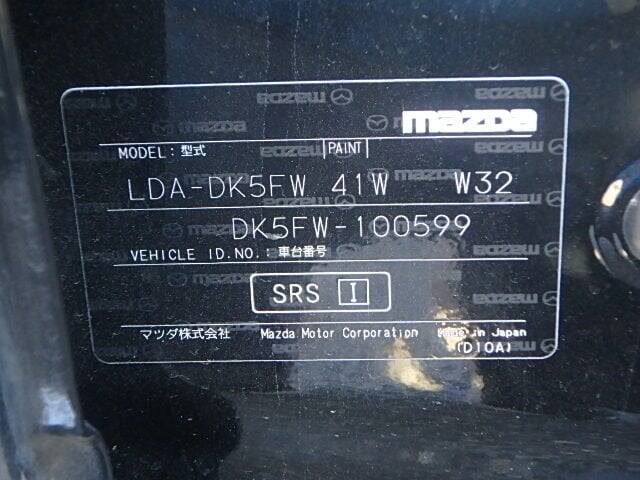 mazda
MODEL: 型式 PAINT
LDA-DK5FW 41W W32
DK5FW-100599
VEHICLE ID.NO.: 車台番号
SRS I
マツダ株式会社 Mazda Motor Corporation Made in Japan
(D10A)